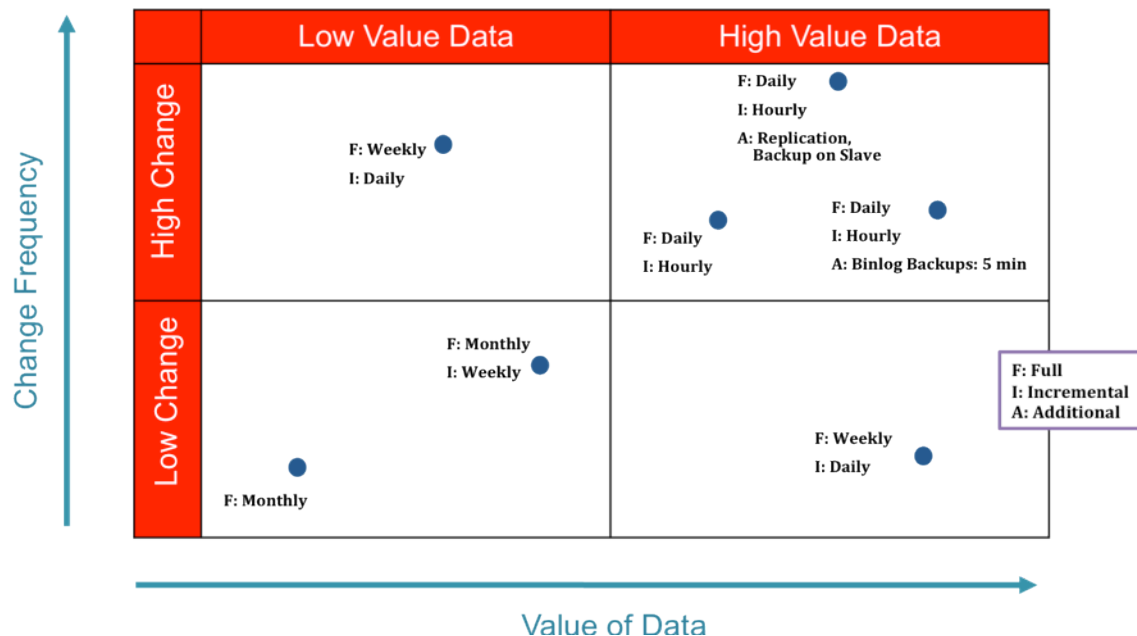 Low Value Data
High Value Data
Change Frequency
High Change
F: Weekly
I: Daily
F: Daily
I: Hourly
A: Replication,
Backup on Slave
F: Daily
I: Hourly
F: Daily
I: Hourly
A: Binlog Backups: 5 min
Low Change
F: Monthly
I: Weekly
F: Monthly
F: Weekly
I: Daily
F: Full
I: Incremental
A: Additional
Value of Data